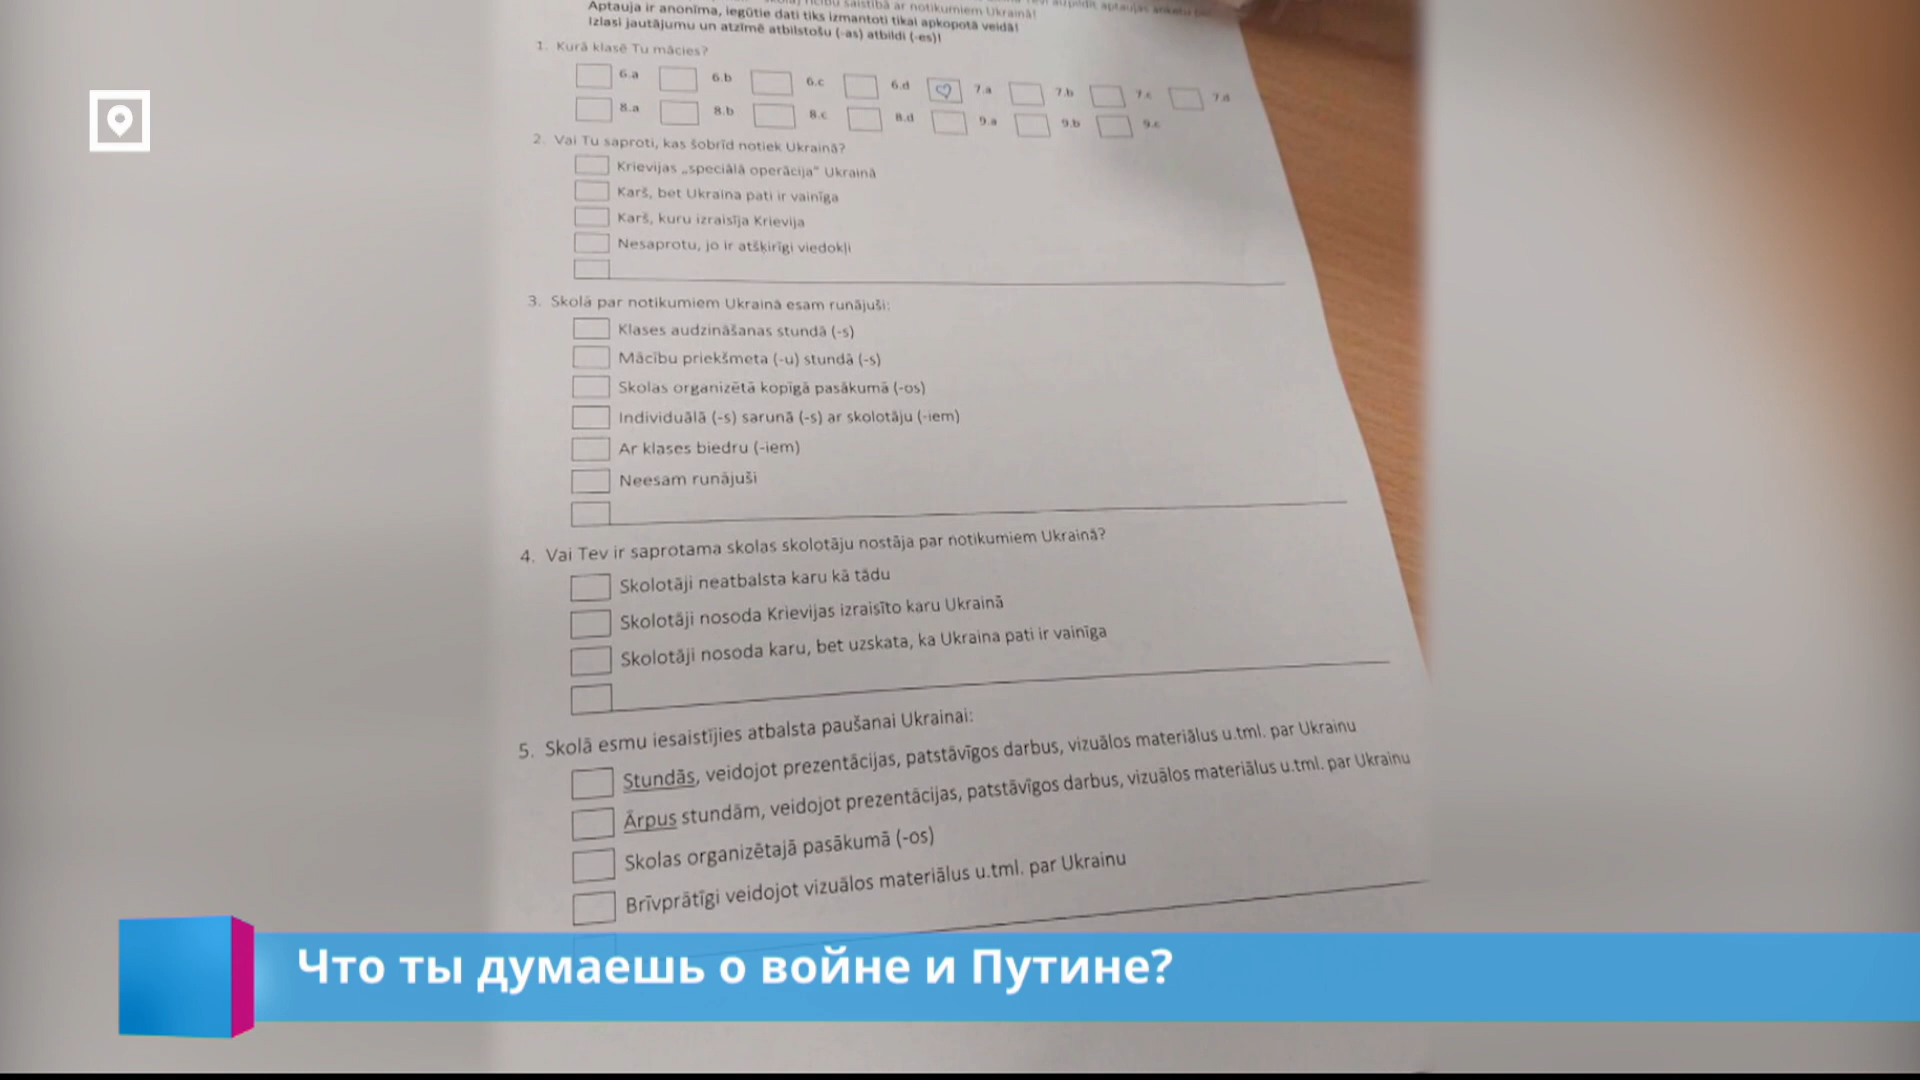 saistībā ar notikumiem Ukrainā!
Aptauja ir anonīma, iegūtie dati tiks izmantoti tikai apkopotā veidā!
Izlasi jautājumu un atzīmē atbilstošu (-as) atbildi (-es)!
1. Kurā klasē Tu mācies?
6.a 6.b 6.c 6.d 7.a 7.b 7.c 7.d
8.a 8.b 8.c 8.d 9.a 9.b 9.c
2. Vai Tu saproti, kas šobrīd notiek Ukrainā?
Krievijas „speciālā operācija" Ukrainā
Karš, bet Ukraina pati ir vainīga
Karš, kuru izraisīja Krievija
Nesaprotu, jo ir atšķirīgi viedokļi
3. Skolā par notikumiem Ukrainā esam runājuši:
Klases audzināšanas stundā (-s)
Mācību priekšmeta (-u) stundā (-s)
Skolas organizētā kopīgā pasākumā (-os)
Individuālā (-s) sarunā (-s) ar skolotāju (-iem)
Ar klases biedru (-iem)
Neesam runājuši
4. Vai Tev ir saprotama skolas skolotāju nostāja par notikumiem Ukrainā?
Skolotāji neatbalsta karu kā tādu
Skolotāji nosoda Krievijas izraisīto karu Ukrainā
Skolotāji nosoda karu, bet uzskata, ka Ukraina pati ir vainīga
5. Skolā esmu iesaistījies atbalsta paušanai Ukrainai:
Stundās, veidojot prezentācijas, patstāvīgos darbus, vizuālos materiālus u.tml. par Ukrainu
Ārpus stundām, veidojot prezentācijas, patstāvīgos darbus, vizuālos materiālus u.tml. par Ukrainu
Skolas organizētajā pasākumā (-os)
Brīvprātīgi veidojot vizuālos materiālus u.tml. par Ukrainu
Что ты думаешь о войне и Путине?